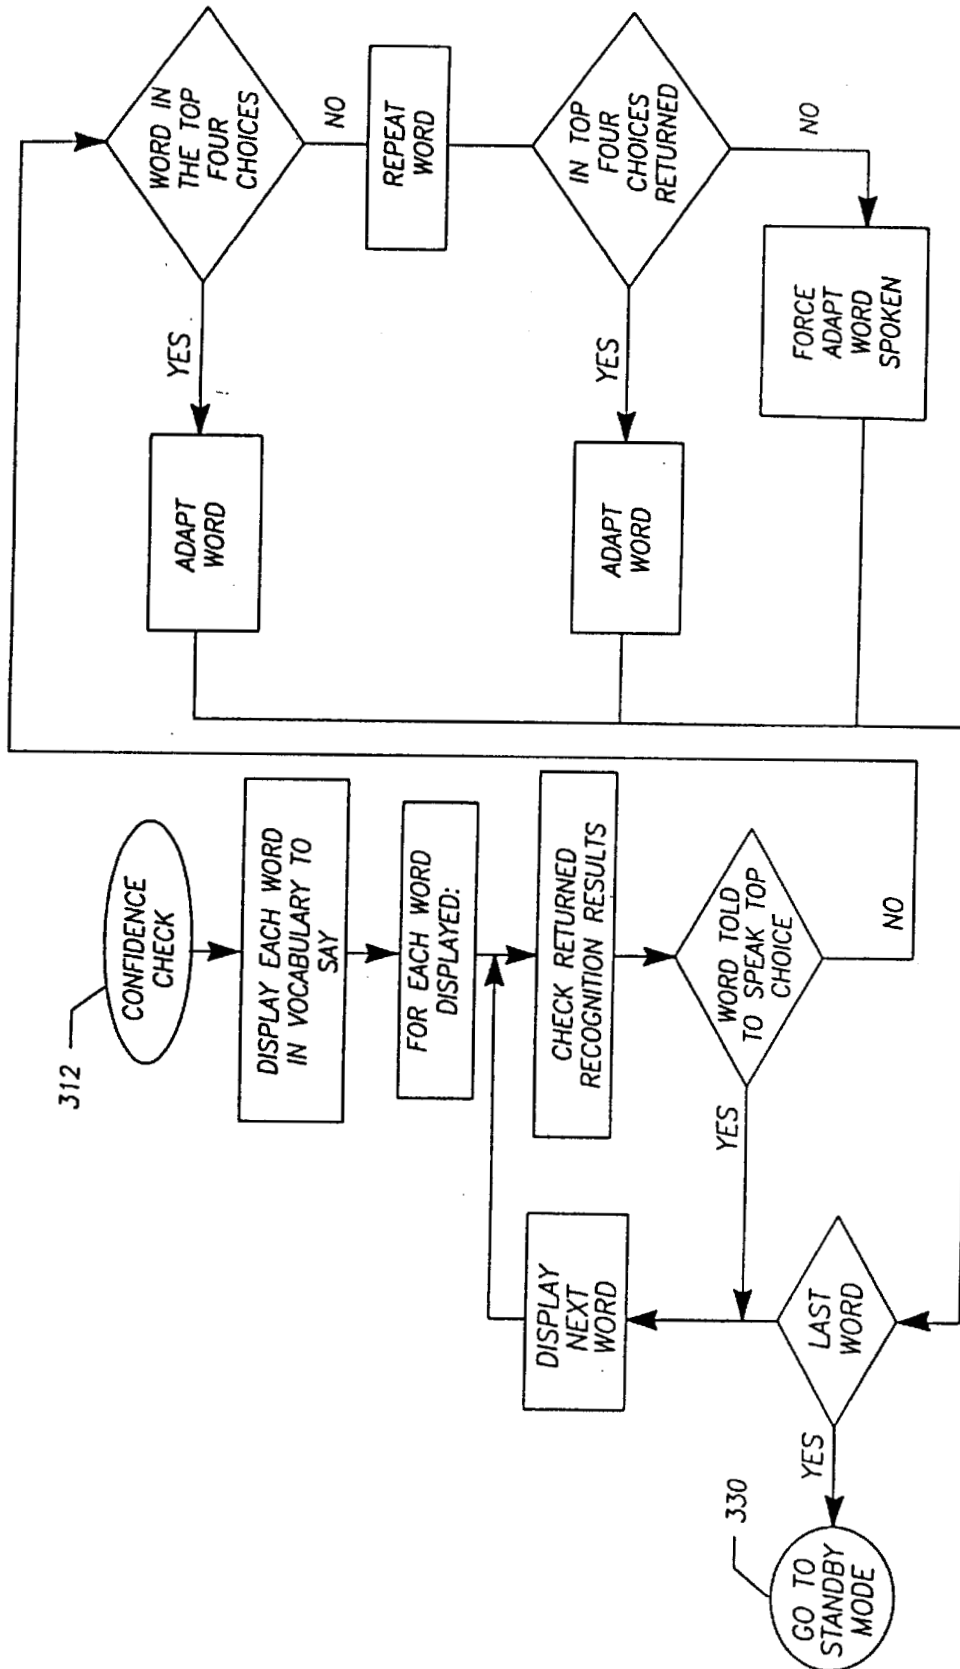 312
CONFIDENCE
CHECK
DISPLAY EACH WORD
IN VOCABULARY TO
SAY
FOR EACH WORD
DISPLAYED:
CHECK RETURNED
RECOGNITION RESULTS
WORD TOLD
TO SPEAK TOP
CHOICE
YES
NO
DISPLAY
NEXT
WORD
LAST
WORD
YES
330
GO TO
STANDBY
MODE
WORD IN
THE TOP
FOUR
CHOICES
YES
NO
ADAPT
WORD
REPEAT
WORD
IN TOP
FOUR
CHOICES
RETURNED
YES
NO
ADAPT
WORD
FORCE
ADAPT
WORD
SPOKEN